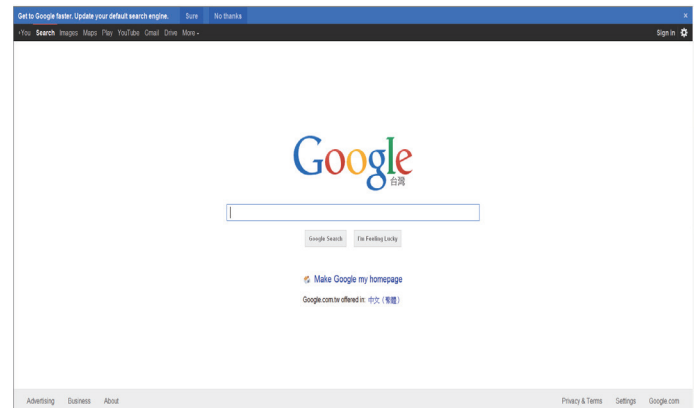 Get to Google faster. Update your default search engine. Sure No thanks x
+You Search Images Maps Play YouTube Gmail Drive More Sign in
Google
台灣
Google Search I'm Feeling Lucky
Make Google my homepage
Google.com.tw offered in: 中文 (繁體)
Advertising Business About Privacy & Terms Settings Google.com